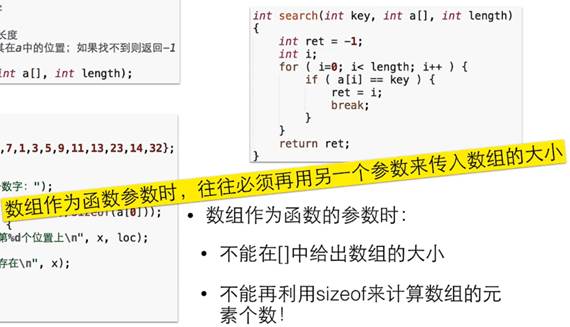 长度
其在a中的位置；如果找不到则返回-1
int a[], int length);
,7,1,3,5,9,11,13,23,14,32};
数字：");
sizeof(a[0]));
{
第%d个位置上\n", x, loc);
存在\n", x);
int search(int key, int a[], int length)
{
int ret = -1;
int i;
for ( i=0; i< length; i++ ) {
if ( a[i] == key ) {
ret = i;
break;
}
}
return ret;
}
数组作为函数参数时，往往必须再用另一个参数来传入数组的大小
• 数组作为函数的参数时：
• 不能在[]中给出数组的大小
• 不能再利用sizeof来计算数组的元
素个数！